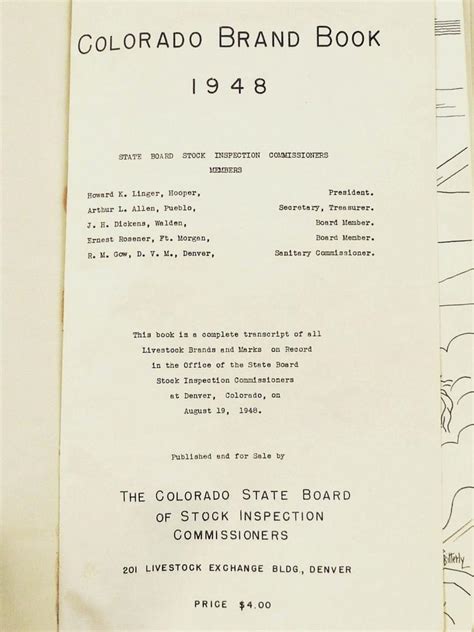 COLORADO BRAND BOOK
1948
STATE BOARD STOCK INSPECTION COMMISSIONERS
MEMBERS
Howard K. Linger, Hooper, President.
Arthur L. Allen, Pueblo, Secretary, Treasurer.
J. H. Dickens, Walden, Board Member.
Ernest Rosener, Ft. Morgan, Board Member.
R. M. Gow, D. V. M., Denver, Sanitary Commissioner.
This book is a complete transcript of all
Livestock Brands and Marks on Record
in the Office of the State Board
Stock Inspection Commissioners
at Denver, Colorado, on
August 19, 1948.
Published and for Sale by
THE COLORADO STATE BOARD
OF STOCK INSPECTION
COMMISSIONERS
201 LIVESTOCK EXCHANGE BLDG., DENVER
PRICE $4.00